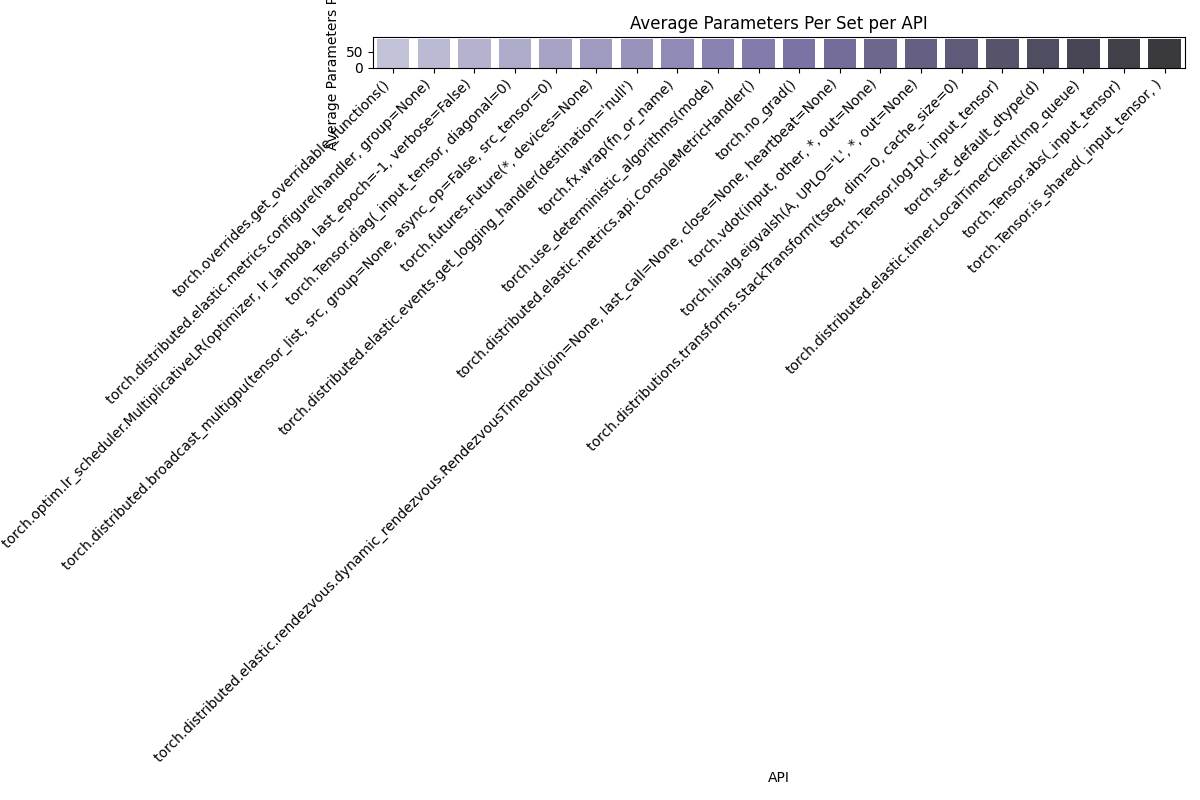 Average Parameters Per Set per API
Average Parameters
50
0
torch.overrides.get_overridable_functions()
torch.distributed.elastic.metrics.configure(handler, group=None)
torch.optim.lr_scheduler.MultiplicativeLR(optimizer, lr_lambda, last_epoch=-1, verbose=False)
torch.Tensor.diag(_input_tensor, diagonal=0)
torch.distributed.broadcast_multigpu(tensor_list, src, group=None, async_op=False, src_tensor=0)
torch.futures.Future(*, devices=None)
torch.distributed.elastic.events.get_logging_handler(destination='null')
torch.fx.wrap(fn_or_name)
torch.use_deterministic_algorithms(mode)
torch.distributed.elastic.metrics.api.ConsoleMetricHandler()
torch.no_grad()
torch.distributed.elastic.rendezvous.dynamic_rendezvous.RendezvousTimeout(join=None, last_call=None, close=None, heartbeat=None)
torch.vdot(input, other, *, out=None)
torch.linalg.eigvalsh(A, UPLO='L', *, out=None)
torch.distributions.transforms.StackTransform(tseq, dim=0, cache_size=0)
torch.Tensor.log1p(_input_tensor)
torch.set_default_dtype(d)
torch.distributed.elastic.timer.LocalTimerClient(mp_queue)
torch.Tensor.abs(_input_tensor)
torch.Tensor.is_shared(_input_tensor, )
API